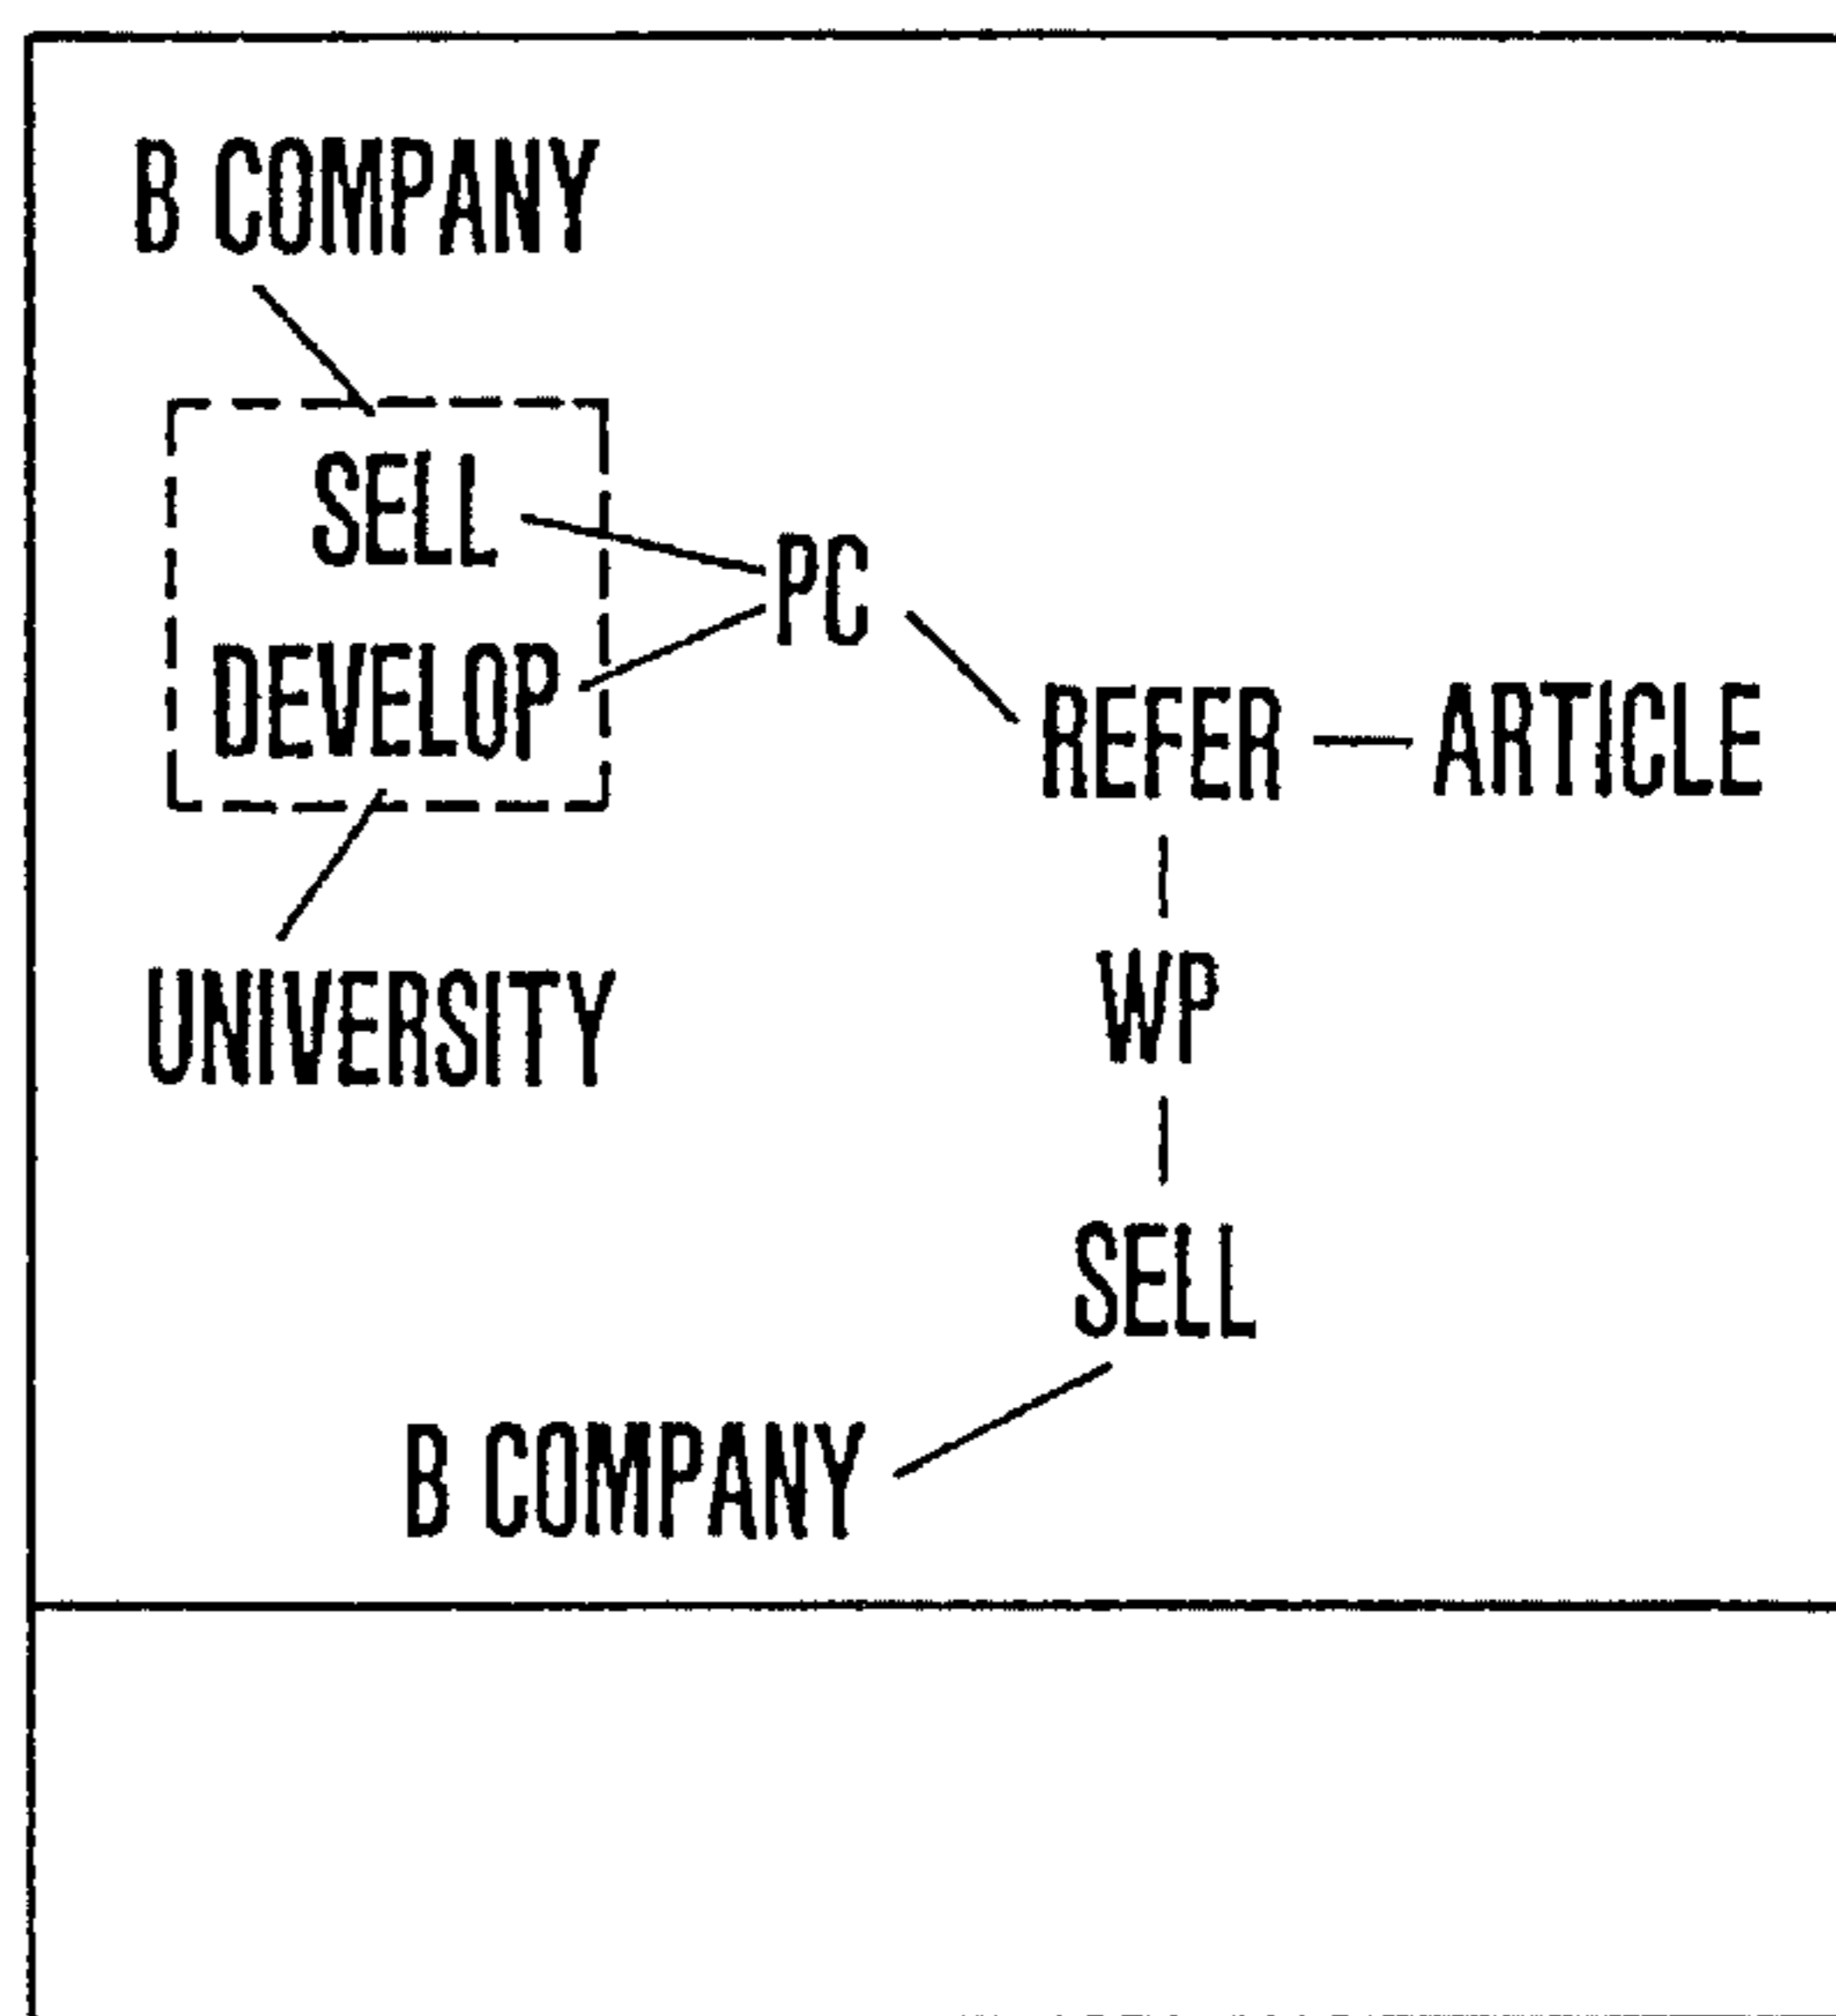 B COMPANY
SELL
PC
DEVELOP
REFER ARTICLE
UNIVERSITY
WP
SELL
B COMPANY